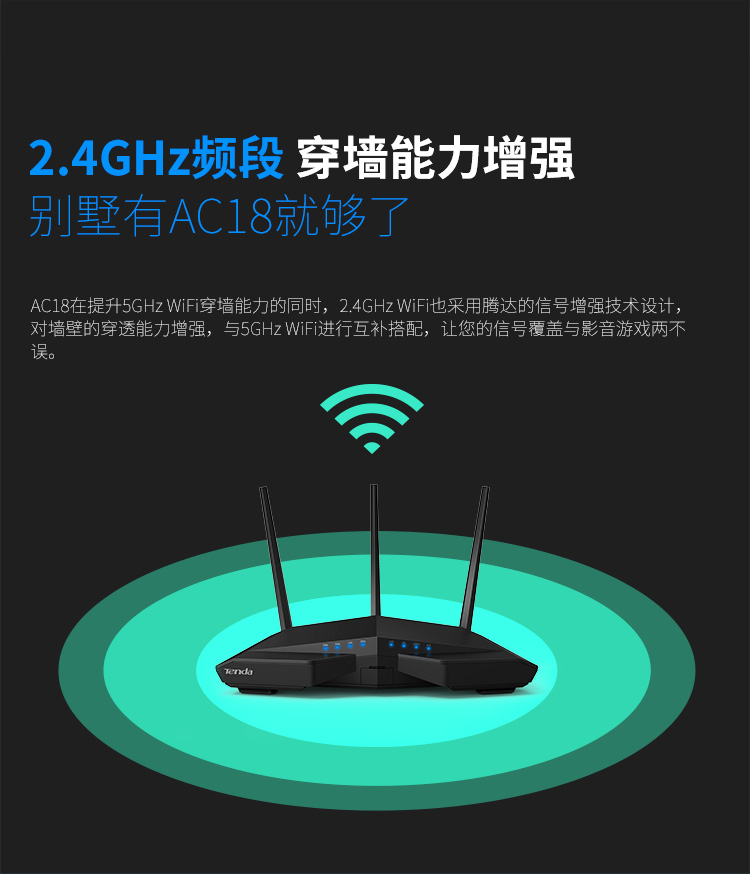 2.4GHz频段 穿墙能力增强
别墅有AC18就够了
AC18在提升5GHz WiFi穿墙能力的同时，2.4GHz WiFi也采用腾达的信号增强技术设计，
对墙壁的穿透能力增强，与5GHz WiFi进行互补搭配，让您的信号覆盖与影音游戏两不
误。
Tenda